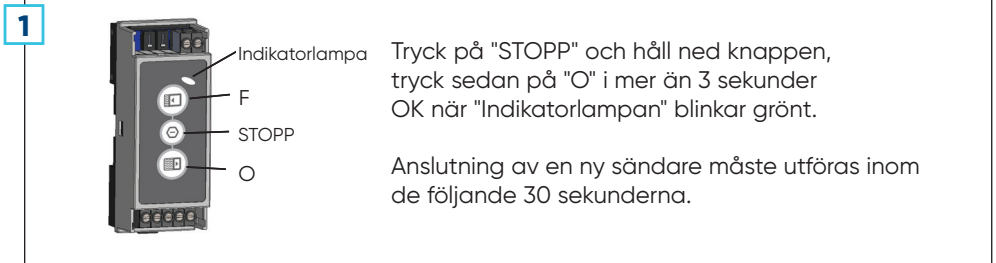 1
Indikatorlampa
F
STOPP
O
Tryck på "STOPP" och håll ned knappen,
tryck sedan på "O" i mer än 3 sekunder
OK när "Indikatorlampan" blinkar grönt.
Anslutning av en ny sändare måste utföras inom
de följande 30 sekunderna.